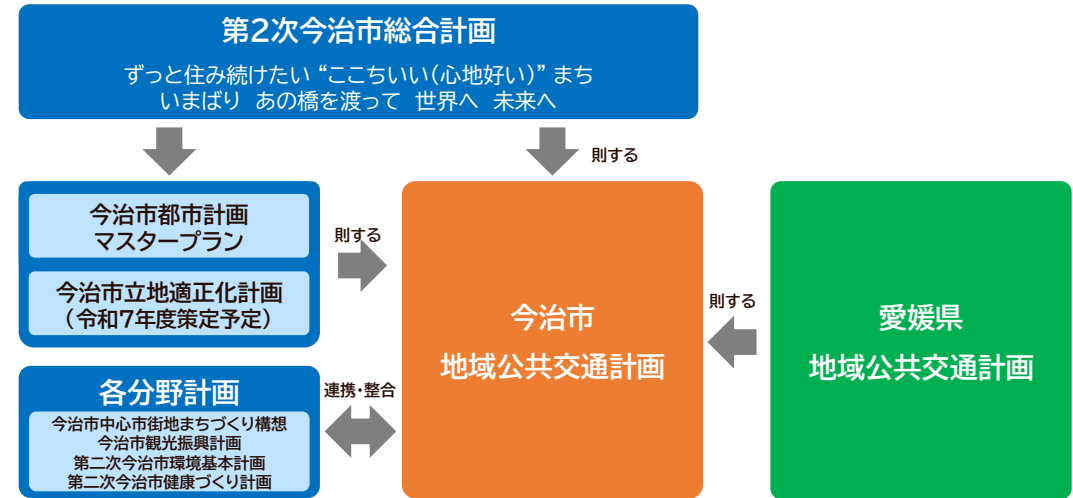 第2次今治市総合計画
ずっと住み続けたい “ここちいい(心地好い)” まち
いまばり あの橋を渡って 世界へ 未来へ
則する
今治市都市計画
マスタープラン
今治市立地適正化計画
(令和7年度策定予定)
則する
今治市
地域公共交通計画
則する
愛媛県
地域公共交通計画
各分野計画
今治市中心市街地まちづくり構想
今治市観光振興計画
第二次今治市環境基本計画
第二次今治市健康づくり計画
連携・整合